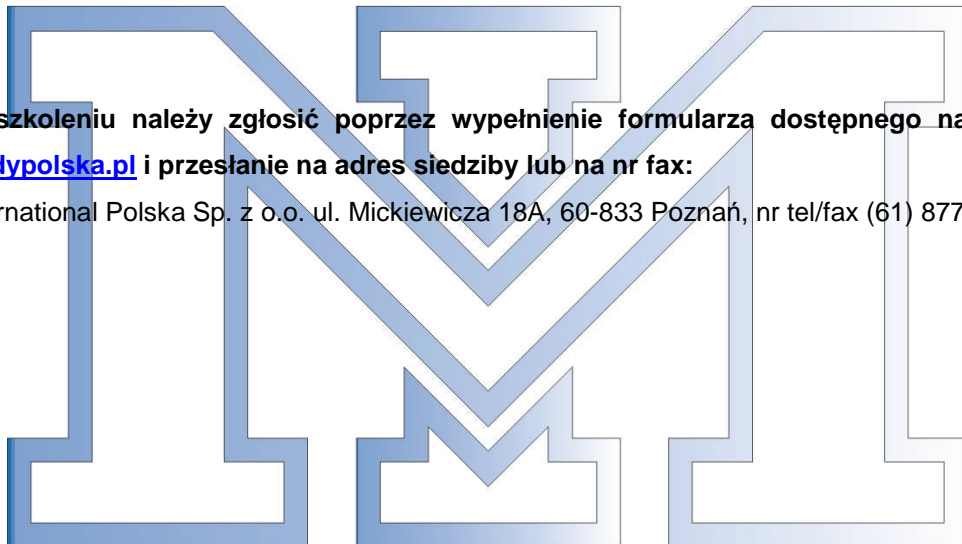 szkoleniu należy zgłosić poprzez wypełnienie formularza dostępnego na
dypolska.pl i przesłanie na adres siedziby lub na nr fax:
rnational Polska Sp. z o.o. ul. Mickiewicza 18A, 60-833 Poznań, nr tel/fax (61) 877